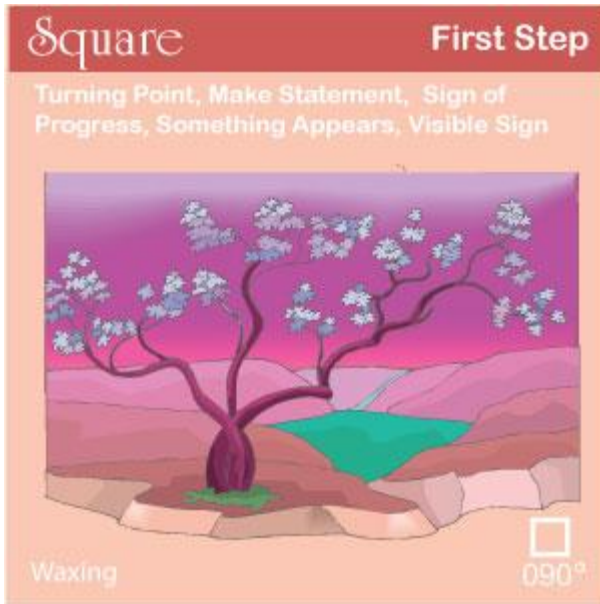 Square
First Step
Turning Point, Make Statement, Sign of
Progress, Something Appears, Visible Sign
Waxing
090°